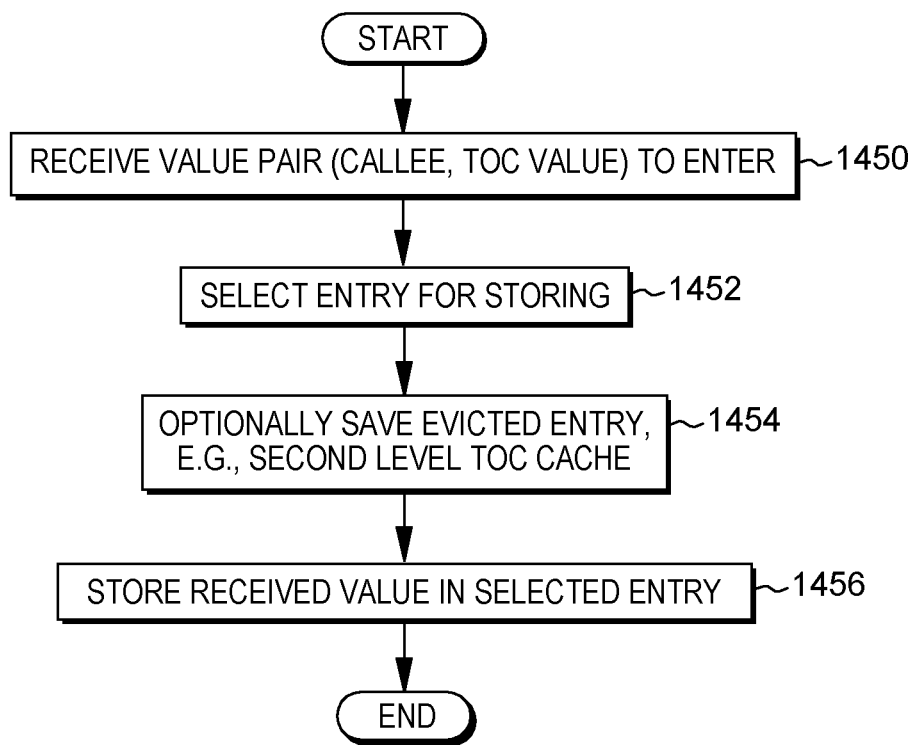 START
RECEIVE VALUE PAIR (CALLEE, TOC VALUE) TO ENTER
1450
SELECT ENTRY FOR STORING
1452
OPTIONALLY SAVE EVICTED ENTRY,
E.G., SECOND LEVEL TOC CACHE
1454
STORE RECEIVED VALUE IN SELECTED ENTRY
1456
END